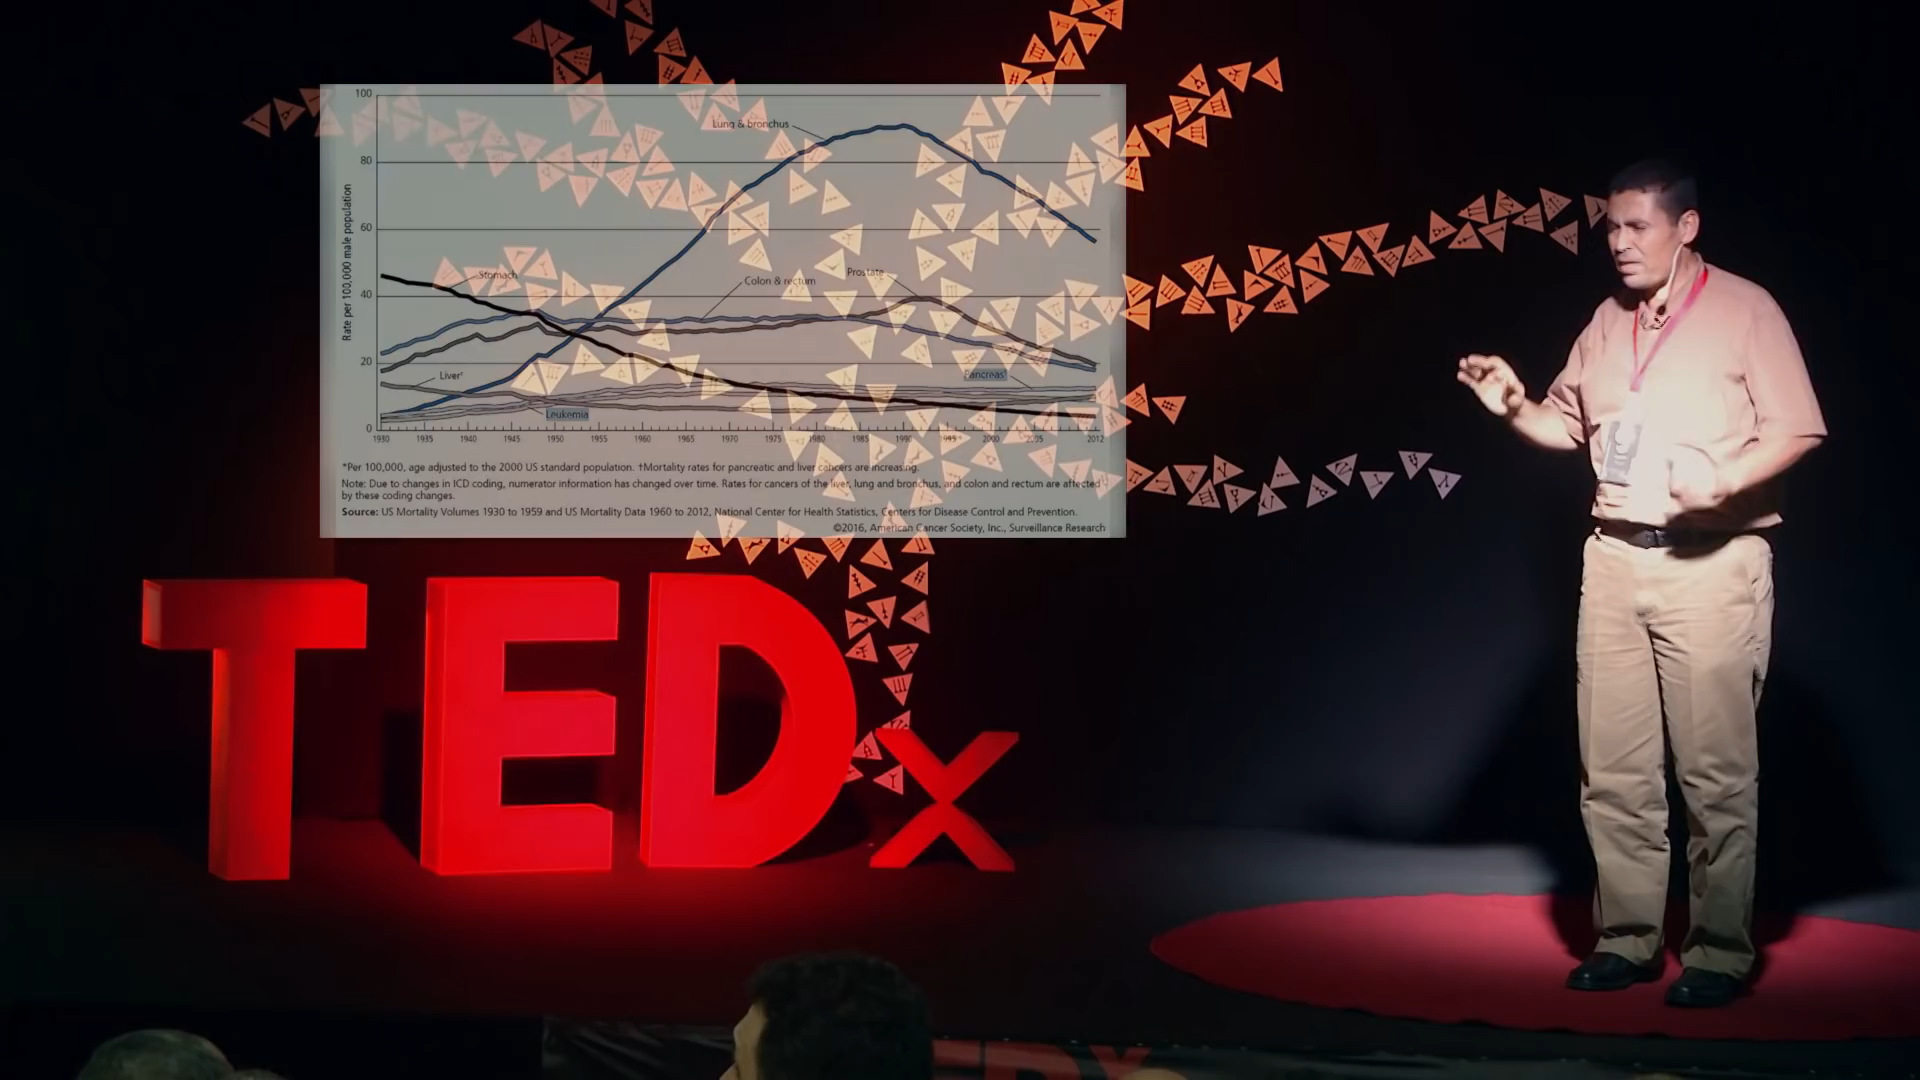 100
Lung & bronchus
80
Rate per 100,000 male population
60
Stomach
Prostate
Colon & rectum
40
20
Liver†
Pancreas†
Leukemia
0
1930 1935 1940 1945 1950 1955 1960 1965 1970 1975 1980 1985 1990 1995 2000 2005 2012
*Per 100,000, age adjusted to the 2000 US standard population. †Mortality rates for pancreatic and liver cancers are increasing.
Note: Due to changes in ICD coding, numerator information has changed over time. Rates for cancers of the liver, lung and bronchus, and colon and rectum are affected
by these coding changes.
Source: US Mortality Volumes 1930 to 1959 and US Mortality Data 1960 to 2012, National Center for Health Statistics, Centers for Disease Control and Prevention.
©2016, American Cancer Society, Inc., Surveillance Research
TEDx